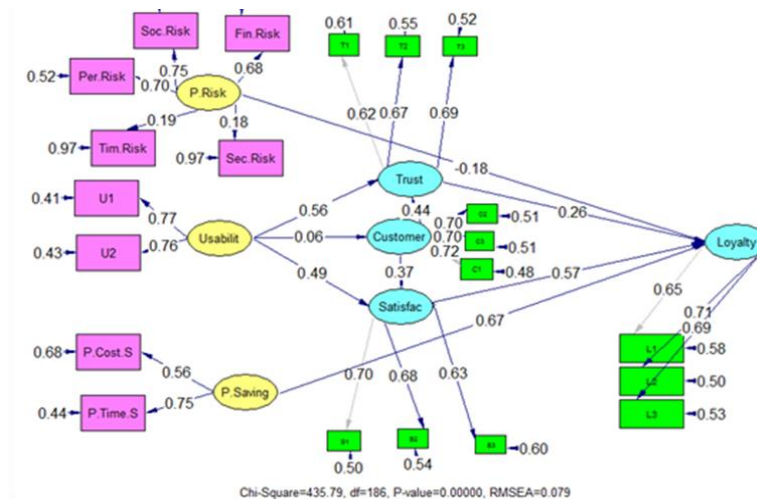 Soc.Risk
Fin.Risk
0.61
0.55
0.52
T1
T2
T3
0.52
Per.Risk
0.75
0.68
0.70
P.Risk
0.19
0.18
0.62
0.67
0.69
0.97
Tim.Risk
0.97
Sec.Risk
-0.18
0.41
U1
0.77
Trust
0.56
0.44
0.26
0.70
C2
0.51
Usabilit
0.06
Customer
0.70
C3
0.51
Loyalty
0.43
U2
0.76
0.72
C1
0.48
0.49
0.37
0.57
Satisfac
0.65
0.67
0.71
0.69
0.68
P.Cost.S
0.56
L1
0.58
0.70
0.68
0.63
L2
0.50
P.Saving
0.44
P.Time.S
0.75
L3
0.53
S1
S2
S3
0.60
0.50
0.54
Chi-Square=435.79, df=186, P-value=0.00000, RMSEA=0.079